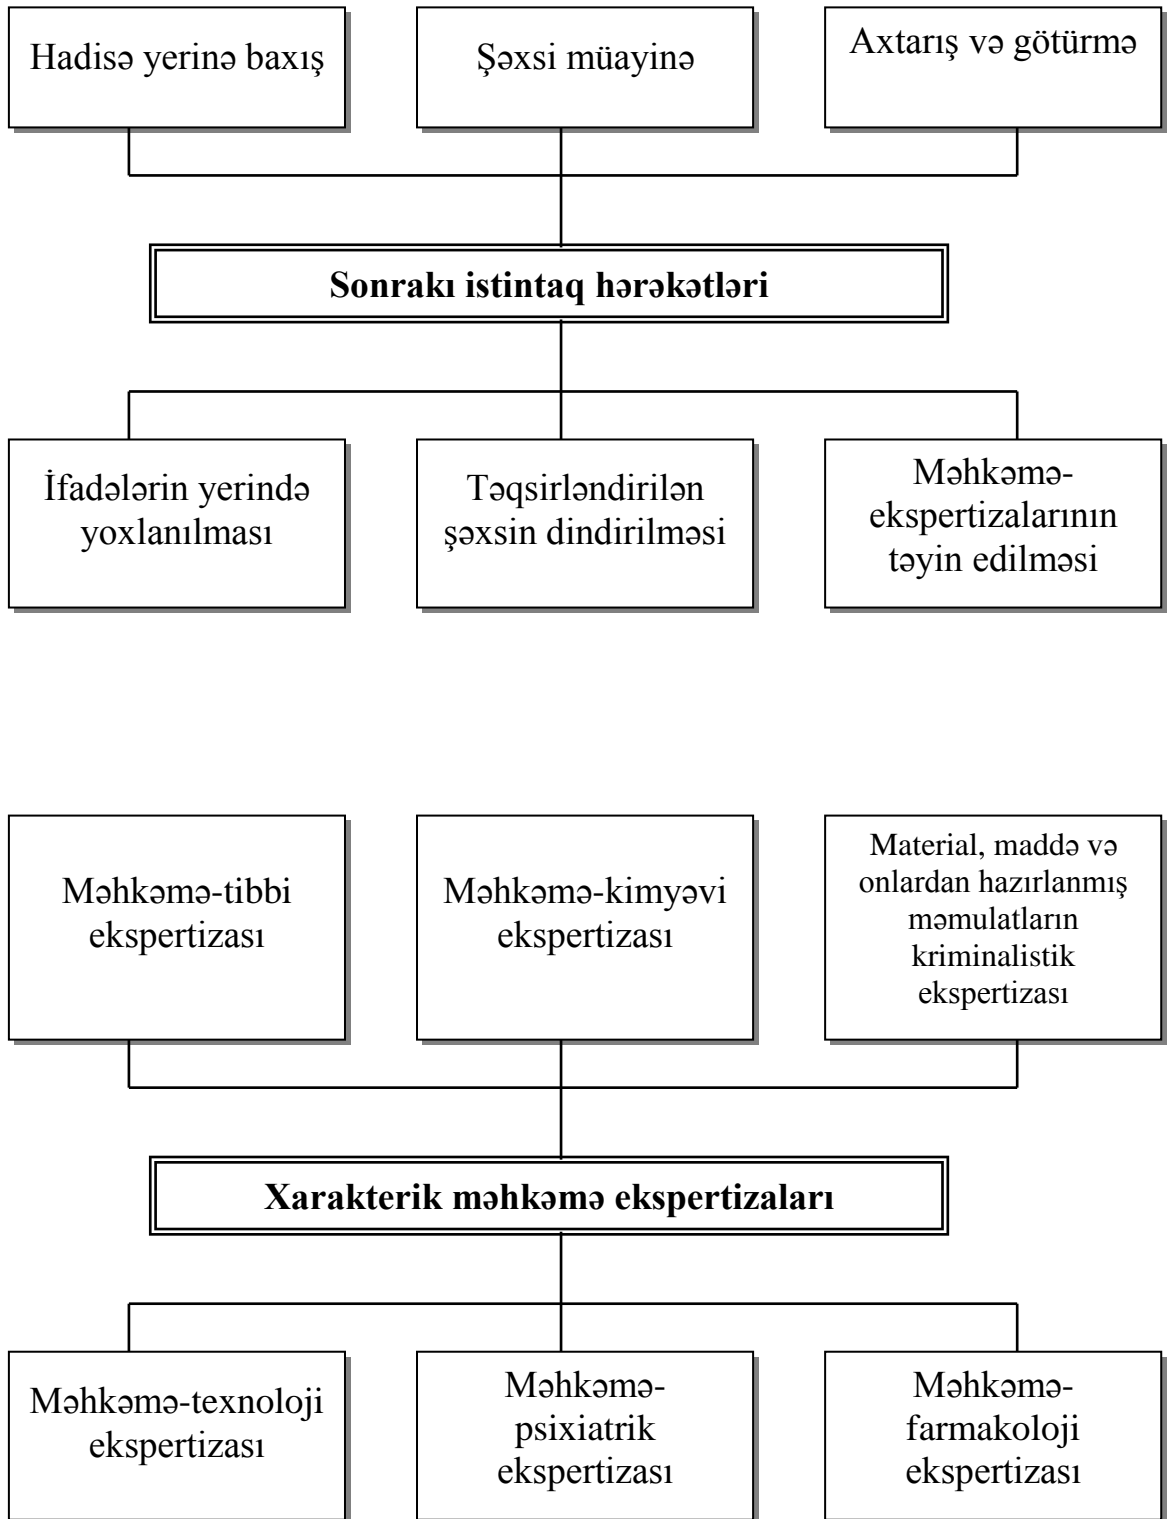 Hadisə yerinə baxış
Şəxsi müayinə
Axtarış və götürmə
Sonrakı istintaq hərəkətləri
İfadələrin yerində
yoxlanılması
Təqsirləndirilən
şəxsin dindirilməsi
Məhkəmə-
ekspertizalarının
təyin edilməsi
Məhkəmə-tibbi
ekspertizası
Məhkəmə-kimyəvi
ekspertizası
Material, maddə və
onlardan hazırlanmış
məmulatların
kriminalistik
ekspertizası
Xarakterik məhkəmə ekspertizaları
Məhkəmə-texnoloji
ekspertizası
Məhkəmə-
psixiatrik
ekspertizası
Məhkəmə-
farmakoloji
ekspertizası